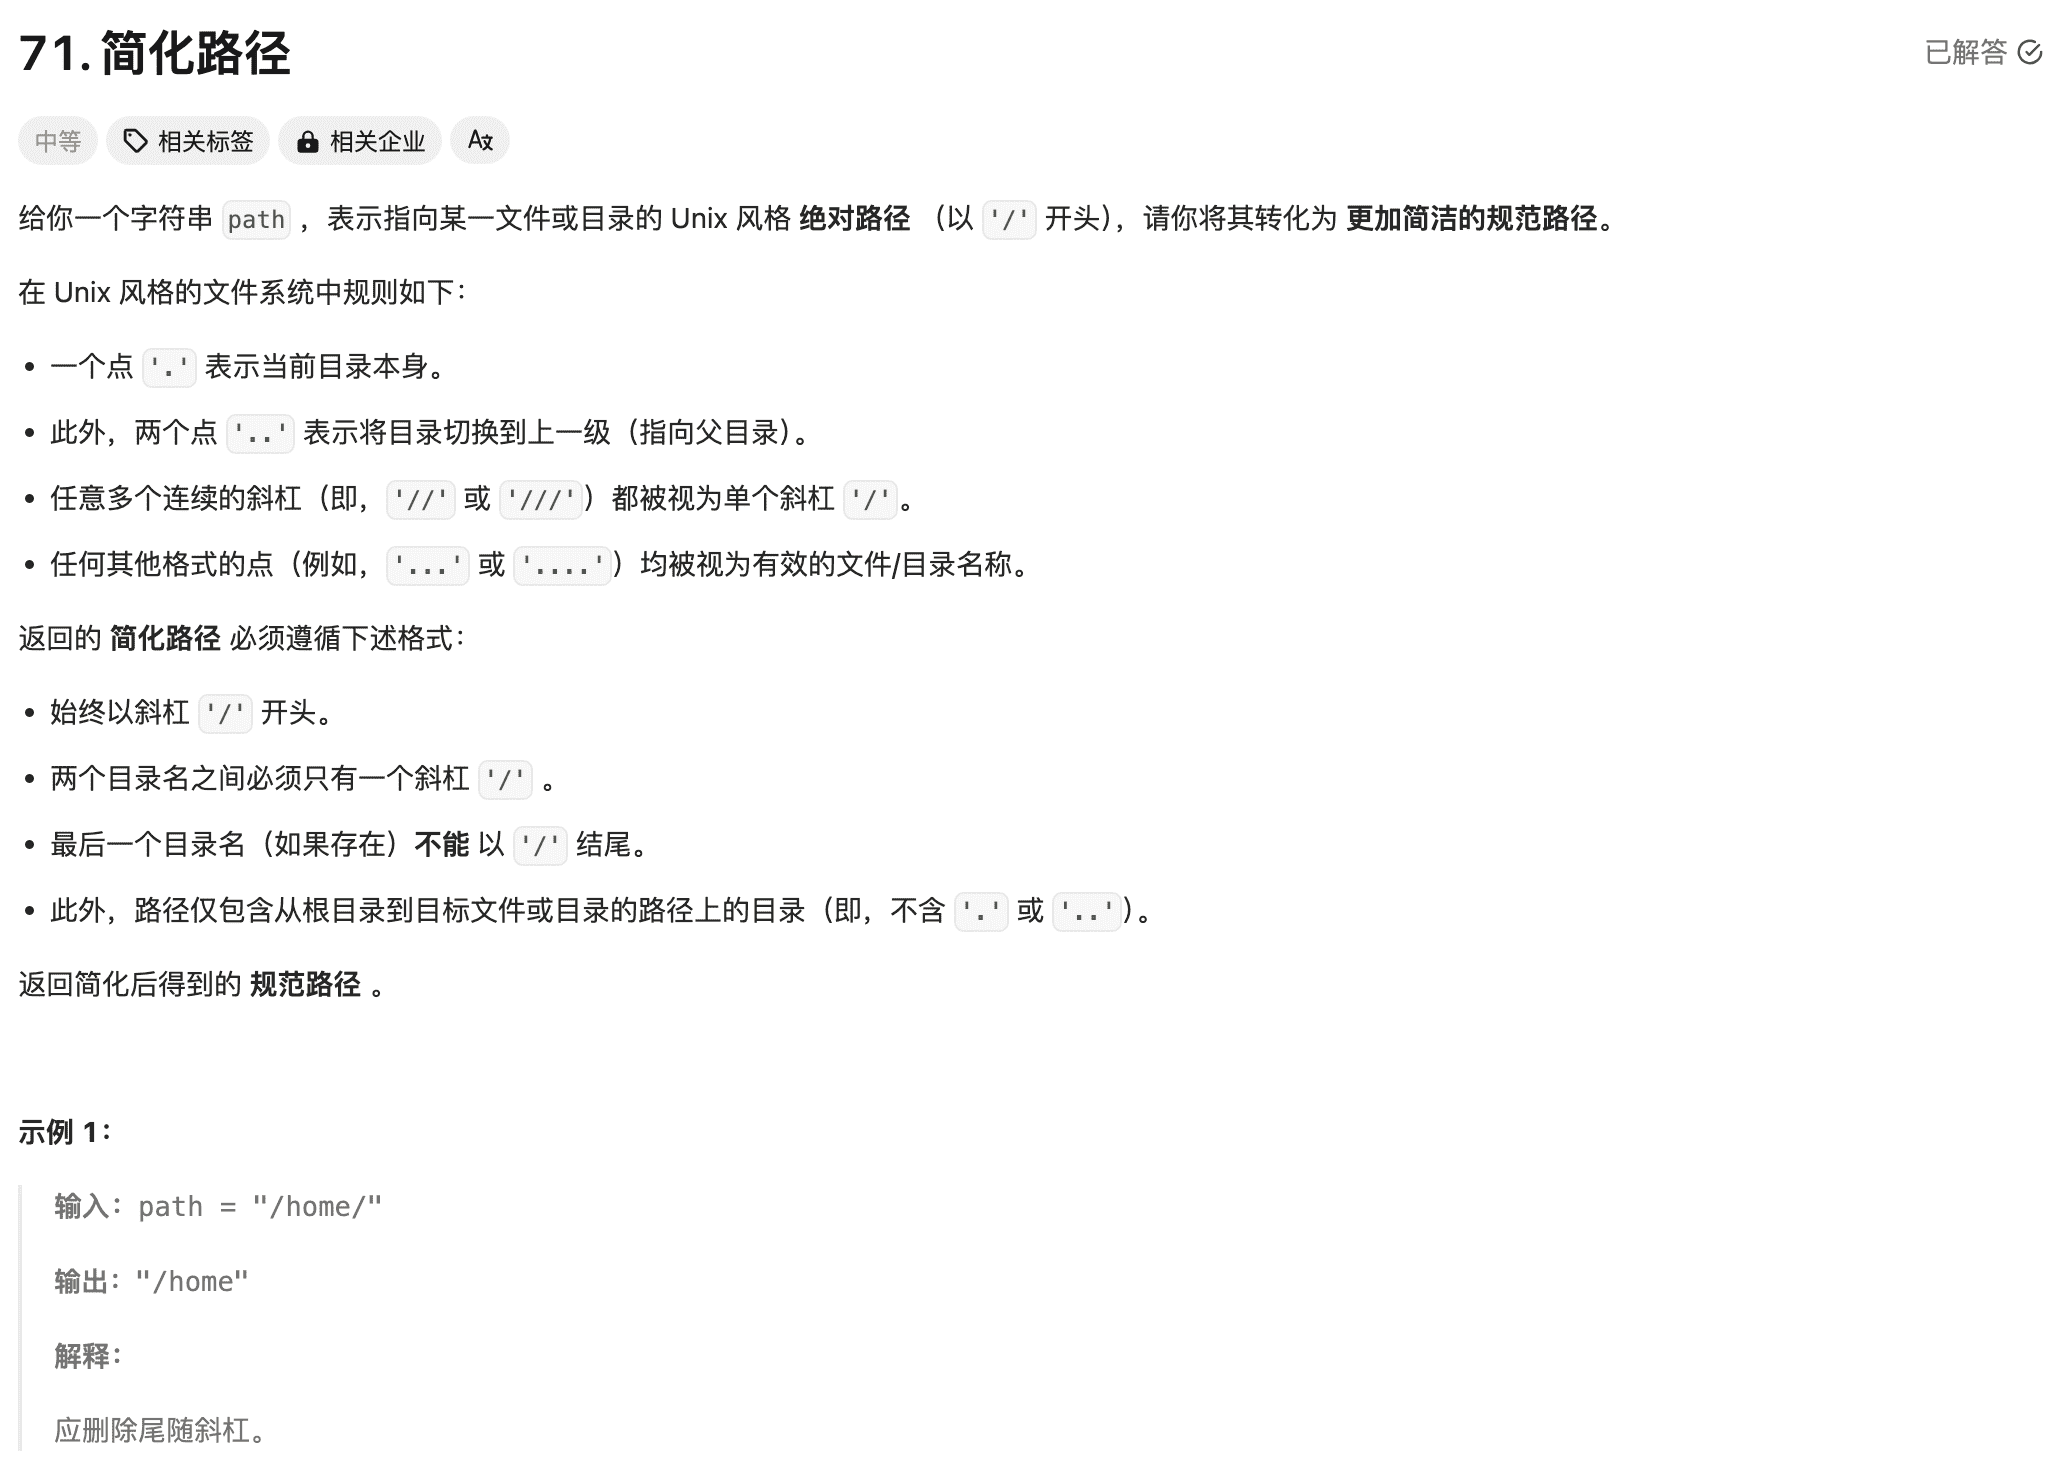 71. 简化路径
已解答
中等 相关标签 相关企业
给你一个字符串 path ，表示指向某一文件或目录的 Unix 风格 绝对路径 （以 '/' 开头），请你将其转化为 更加简洁的规范路径。
在 Unix 风格的文件系统中规则如下：
• 一个点 '.' 表示当前目录本身。
• 此外，两个点 '..' 表示将目录切换到上一级（指向父目录）。
• 任意多个连续的斜杠（即，'//' 或 '///'）都被视为单个斜杠 '/'。
• 任何其他格式的点（例如，'...' 或 '....'）均被视为有效的文件/目录名称。
返回的 简化路径 必须遵循下述格式：
• 始终以斜杠 '/' 开头。
• 两个目录名之间必须只有一个斜杠 '/' 。
• 最后一个目录名（如果存在）不能 以 '/' 结尾。
• 此外，路径仅包含从根目录到目标文件或目录的路径上的目录（即，不含 '.' 或 '..'）。
返回简化后得到的 规范路径 。
示例 1：
输入：path = "/home/"
输出："/home"
解释：
应删除尾随斜杠。